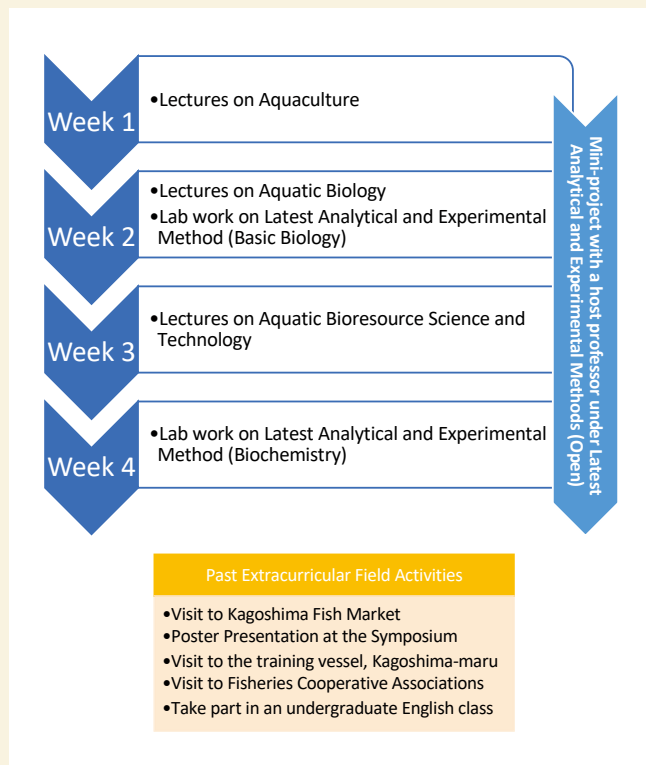 Week 1
•Lectures on Aquaculture
Week 2
•Lectures on Aquatic Biology
•Lab work on Latest Analytical and Experimental
Method (Basic Biology)
Week 3
•Lectures on Aquatic Bioresource Science and
Technology
Week 4
•Lab work on Latest Analytical and Experimental
Method (Biochemistry)
Mini-project with a host professor under Latest
Analytical and Experimental Methods (Open)
Past Extracurricular Field Activities
•Visit to Kagoshima Fish Market
•Poster Presentation at the Symposium
•Visit to the training vessel, Kagoshima-maru
•Visit to Fisheries Cooperative Associations
•Take part in an undergraduate English class